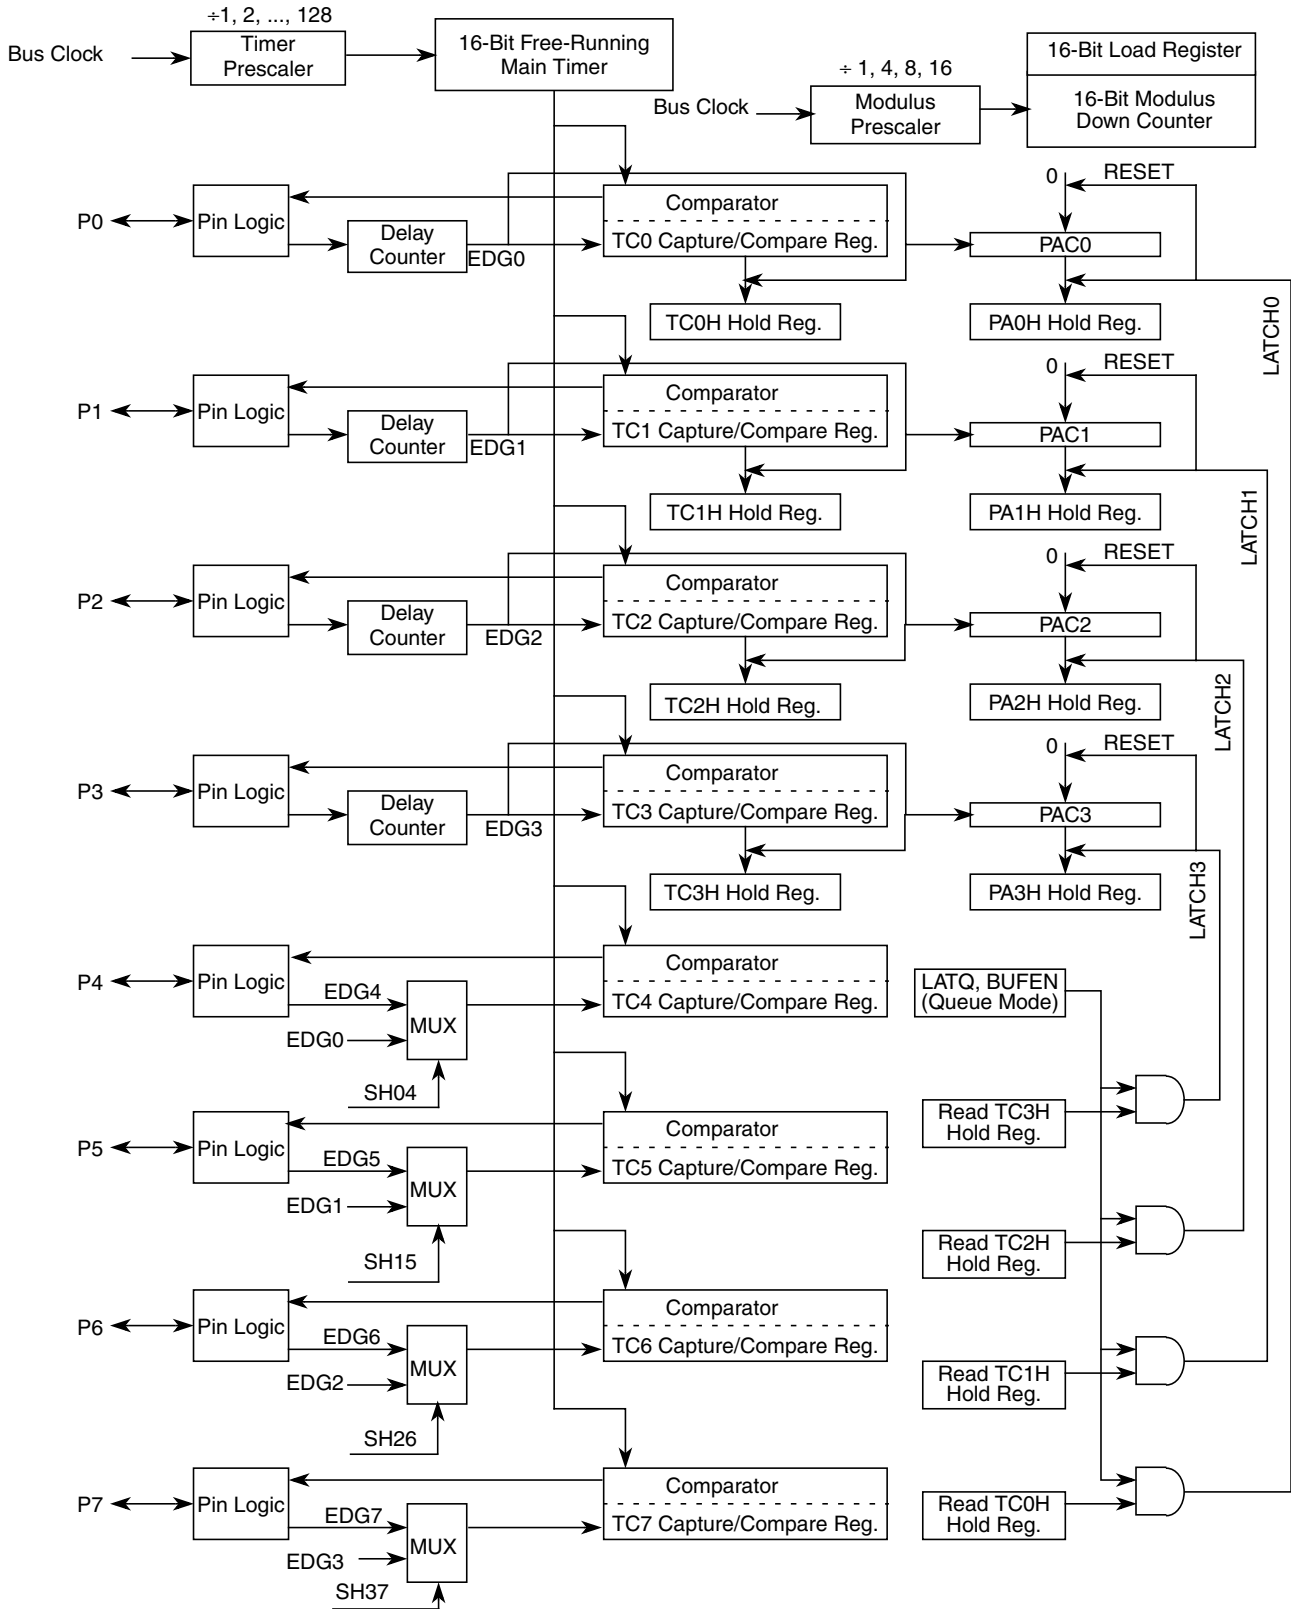 ÷1, 2, ..., 128
Bus Clock
Timer
Prescaler
16-Bit Free-Running
Main Timer
÷ 1, 4, 8, 16
Bus Clock
Modulus
Prescaler
16-Bit Load Register
16-Bit Modulus
Down Counter
P0
Pin Logic
Delay
Counter
EDG0
Comparator
TC0 Capture/Compare Reg.
TC0H Hold Reg.
0
RESET
PAC0
PA0H Hold Reg.
LATCH0
P1
Pin Logic
Delay
Counter
EDG1
Comparator
TC1 Capture/Compare Reg.
TC1H Hold Reg.
0
RESET
PAC1
PA1H Hold Reg.
LATCH1
P2
Pin Logic
Delay
Counter
EDG2
Comparator
TC2 Capture/Compare Reg.
TC2H Hold Reg.
0
RESET
PAC2
PA2H Hold Reg.
LATCH2
P3
Pin Logic
Delay
Counter
EDG3
Comparator
TC3 Capture/Compare Reg.
TC3H Hold Reg.
0
RESET
PAC3
PA3H Hold Reg.
LATCH3
P4
Pin Logic
EDG4
EDG0
MUX
SH04
Comparator
TC4 Capture/Compare Reg.
LATQ, BUFEN
(Queue Mode)
P5
Pin Logic
EDG5
EDG1
MUX
SH15
Comparator
TC5 Capture/Compare Reg.
Read TC3H
Hold Reg.
P6
Pin Logic
EDG6
EDG2
MUX
SH26
Comparator
TC6 Capture/Compare Reg.
Read TC2H
Hold Reg.
Read TC1H
Hold Reg.
P7
Pin Logic
EDG7
EDG3
MUX
SH37
Comparator
TC7 Capture/Compare Reg.
Read TC0H
Hold Reg.